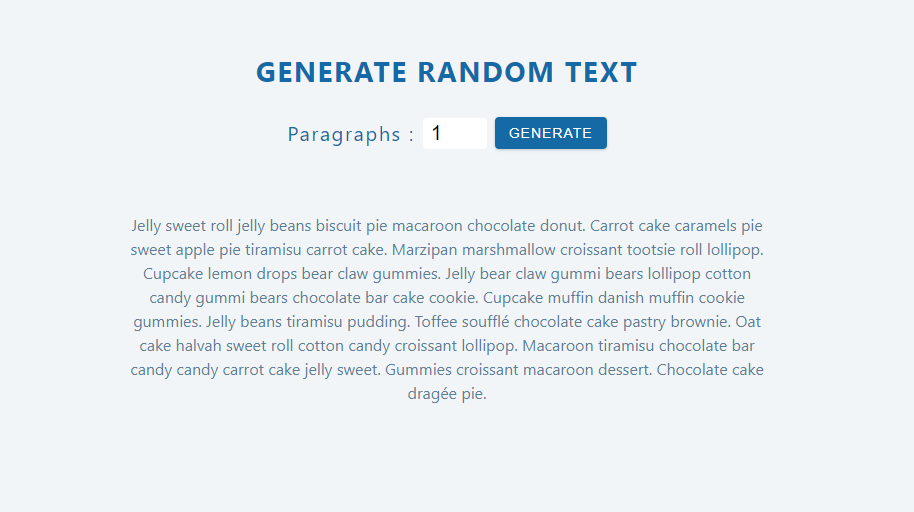 GENERATE RANDOM TEXT
Paragraphs : 1 GENERATE
Jelly sweet roll jelly beans biscuit pie macaroon chocolate donut. Carrot cake caramels pie
sweet apple pie tiramisu carrot cake. Marzipan marshmallow croissant tootsie roll lollipop.
Cupcake lemon drops bear claw gummies. Jelly bear claw gummi bears lollipop cotton
candy gummi bears chocolate bar cake cookie. Cupcake muffin danish muffin cookie
gummies. Jelly beans tiramisu pudding. Toffee soufflé chocolate cake pastry brownie. Oat
cake halvah sweet roll cotton candy croissant lollipop. Macaroon tiramisu chocolate bar
candy candy carrot cake jelly sweet. Gummies croissant macaroon dessert. Chocolate cake
dragée pie.